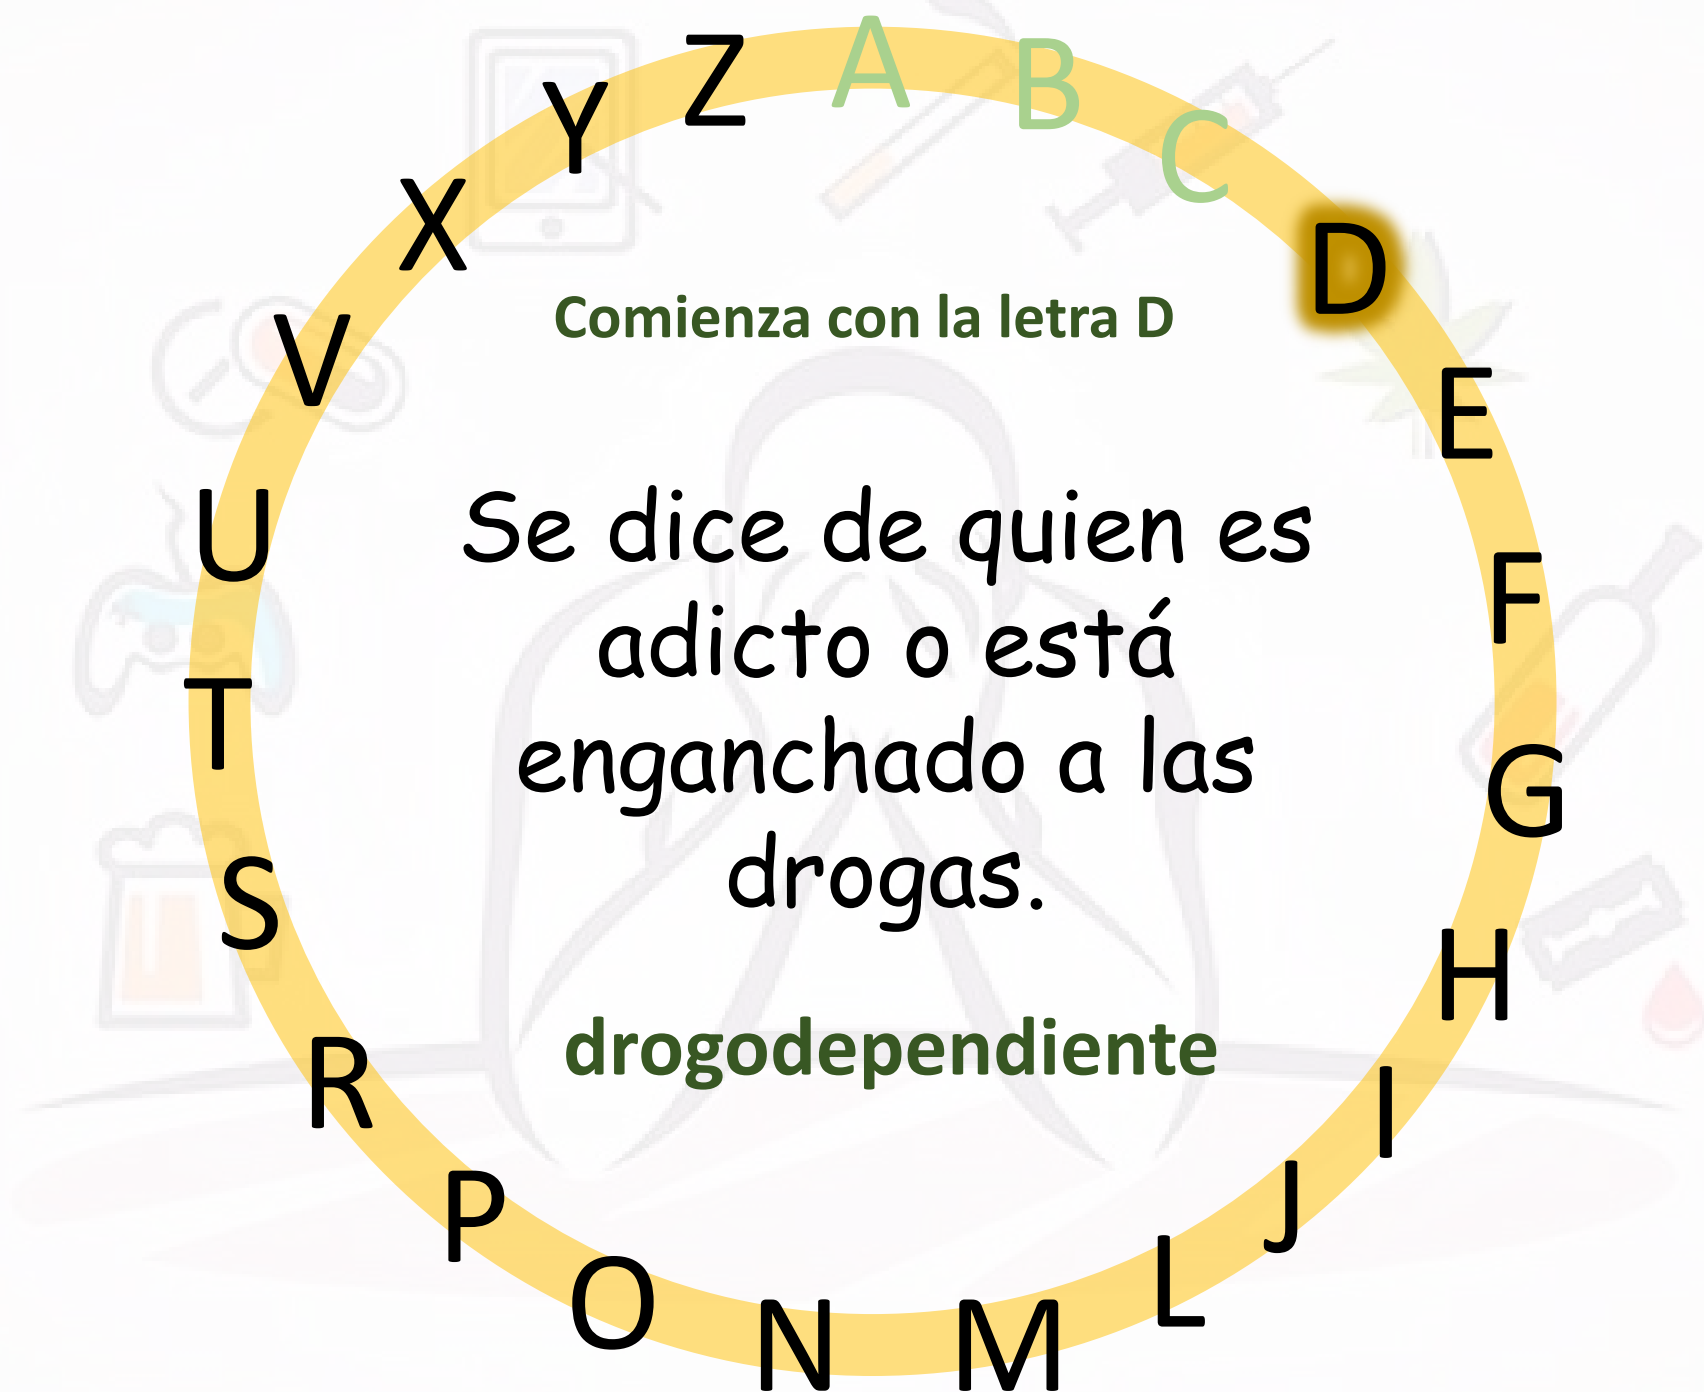 A
B
C
D
E
F
G
H
I
J
L
M
N
O
P
R
S
T
U
V
X
Y
Z
Comienza con la letra D
Se dice de quien es
adicto o está
enganchado a las
drogas.
drogodependiente